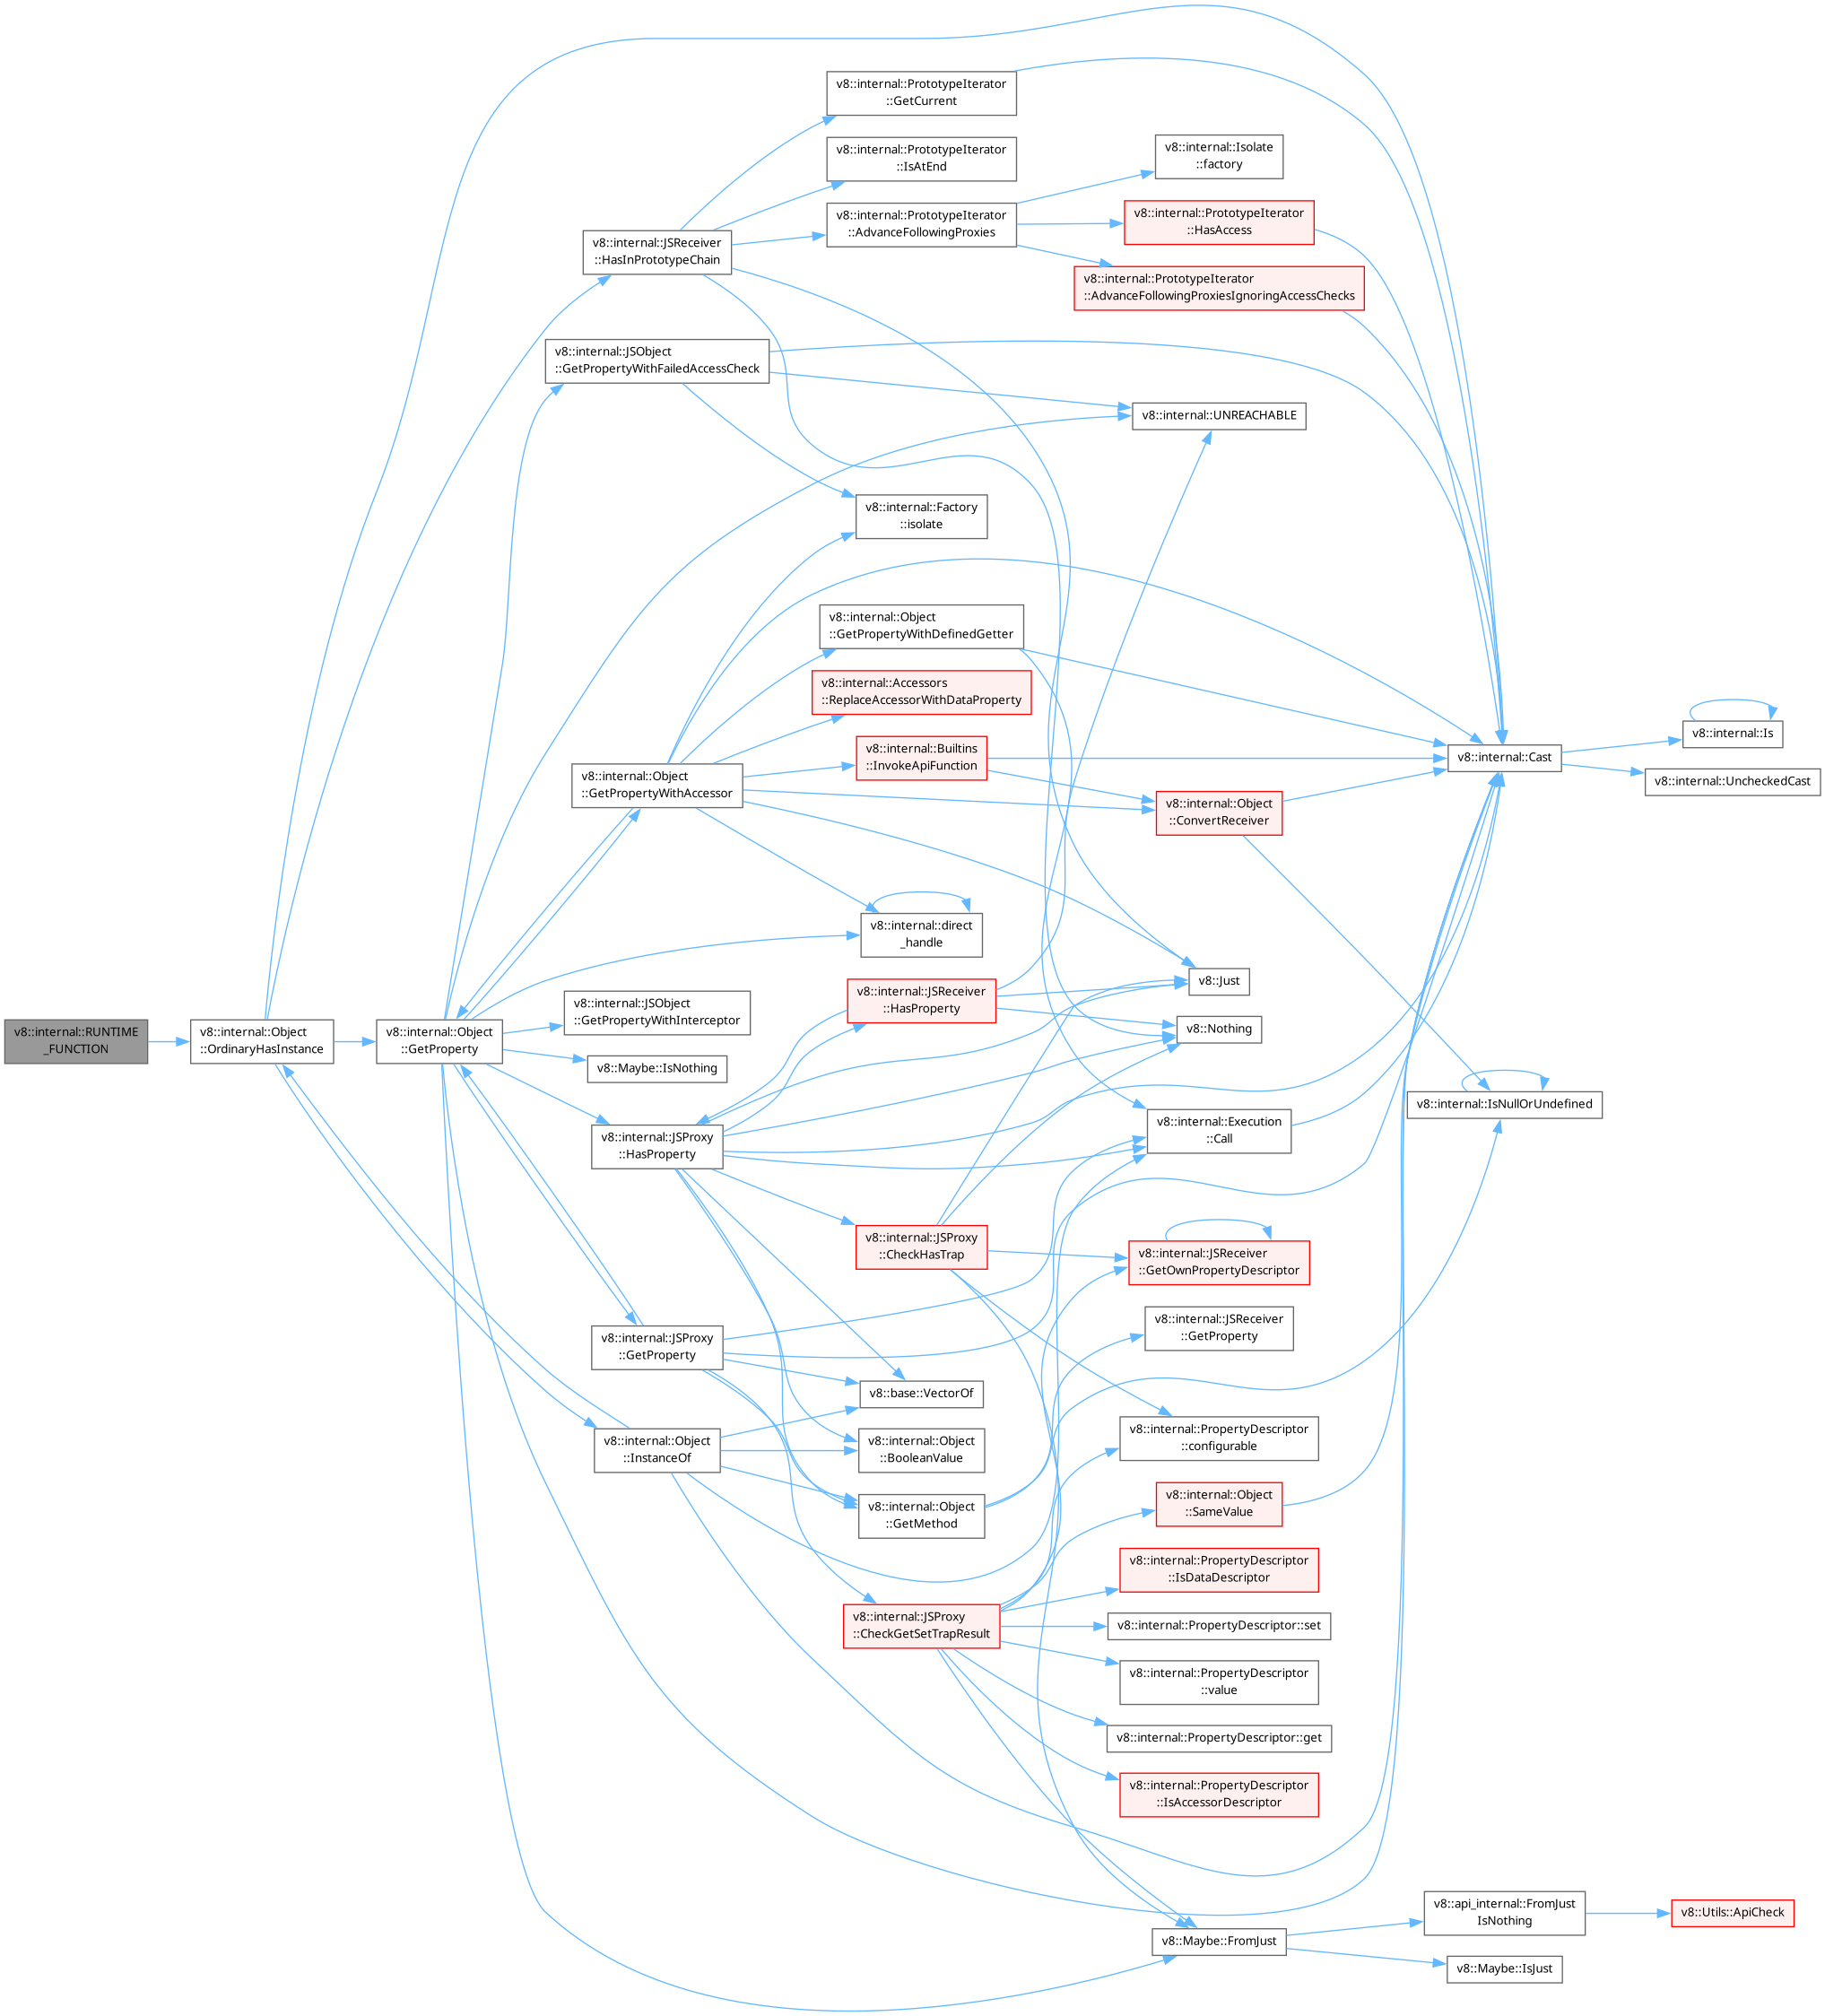 v8::internal::PrototypeIterator
::GetCurrent
v8::internal::PrototypeIterator
::IsAtEnd
v8::internal::Isolate
::factory
v8::internal::PrototypeIterator
::AdvanceFollowingProxies
v8::internal::PrototypeIterator
::HasAccess
v8::internal::JSReceiver
::HasInPrototypeChain
v8::internal::PrototypeIterator
::AdvanceFollowingProxiesIgnoringAccessChecks
v8::internal::JSObject
::GetPropertyWithFailedAccessCheck
v8::internal::UNREACHABLE
v8::internal::Factory
::isolate
v8::internal::Object
::GetPropertyWithDefinedGetter
v8::internal::Accessors
::ReplaceAccessorWithDataProperty
v8::internal::Is
v8::internal::Builtins
::InvokeApiFunction
v8::internal::Cast
v8::internal::Object
::GetPropertyWithAccessor
v8::internal::UncheckedCast
v8::internal::Object
::ConvertReceiver
v8::internal::direct
_handle
v8::Just
v8::internal::JSReceiver
::HasProperty
v8::internal::JSObject
::GetPropertyWithInterceptor
v8::Nothing
v8::internal::RUNTIME
_FUNCTION
v8::internal::Object
::OrdinaryHasInstance
v8::internal::Object
::GetProperty
v8::Maybe::IsNothing
v8::internal::IsNullOrUndefined
v8::internal::Execution
::Call
v8::internal::JSProxy
::HasProperty
v8::internal::JSProxy
::CheckHasTrap
v8::internal::JSReceiver
::GetOwnPropertyDescriptor
v8::internal::JSReceiver
::GetProperty
v8::internal::JSProxy
::GetProperty
v8::base::VectorOf
v8::internal::PropertyDescriptor
::configurable
v8::internal::Object
::InstanceOf
v8::internal::Object
::BooleanValue
v8::internal::Object
::SameValue
v8::internal::Object
::GetMethod
v8::internal::PropertyDescriptor
::IsDataDescriptor
v8::internal::JSProxy
::CheckGetSetTrapResult
v8::internal::PropertyDescriptor::set
v8::internal::PropertyDescriptor
::value
v8::internal::PropertyDescriptor::get
v8::internal::PropertyDescriptor
::IsAccessorDescriptor
v8::api_internal::FromJust
IsNothing
v8::Utils::ApiCheck
v8::Maybe::FromJust
v8::Maybe::IsJust